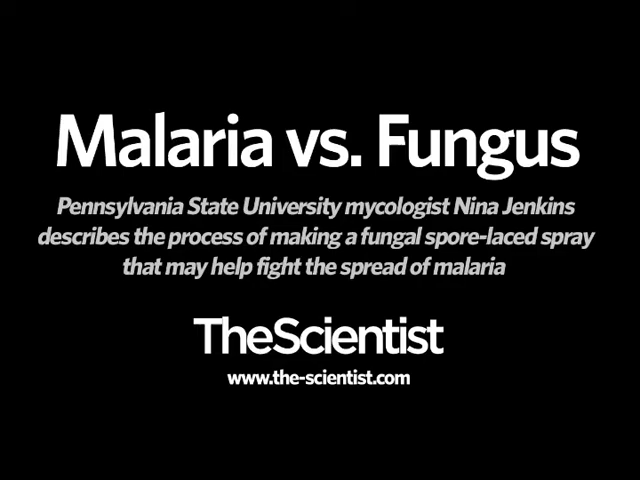 Malaria vs. Fungus
Pennsylvania State University mycologist Nina Jenkins
describes the process of making a fungal spore-laced spray
that may help fight the spread of malaria
TheScientist
www.the-scientist.com